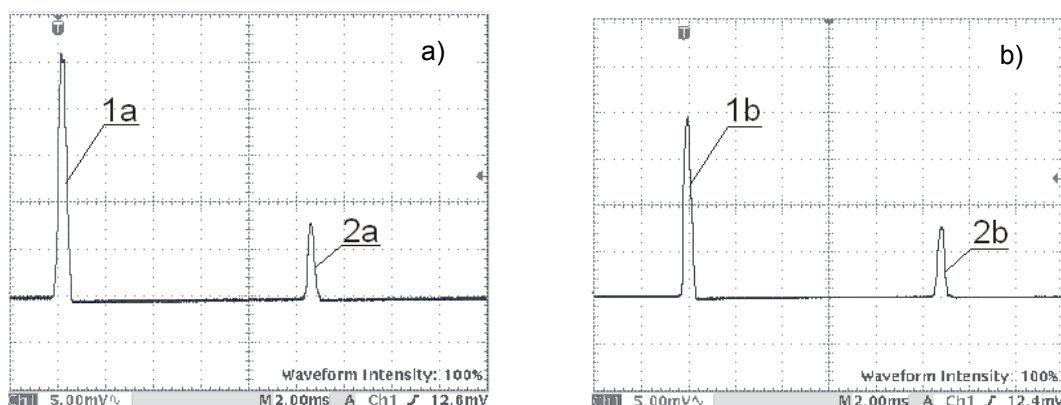 a)
1a
2a
Waveform Intensity: 100%
Ch1 5.00mV∿ M 2.00ms A Ch1 ƒ 12.6mV
b)
1b
2b
Waveform Intensity: 100%
5.00mV∿ M 2.00ms A Ch1 ƒ 12.4mV